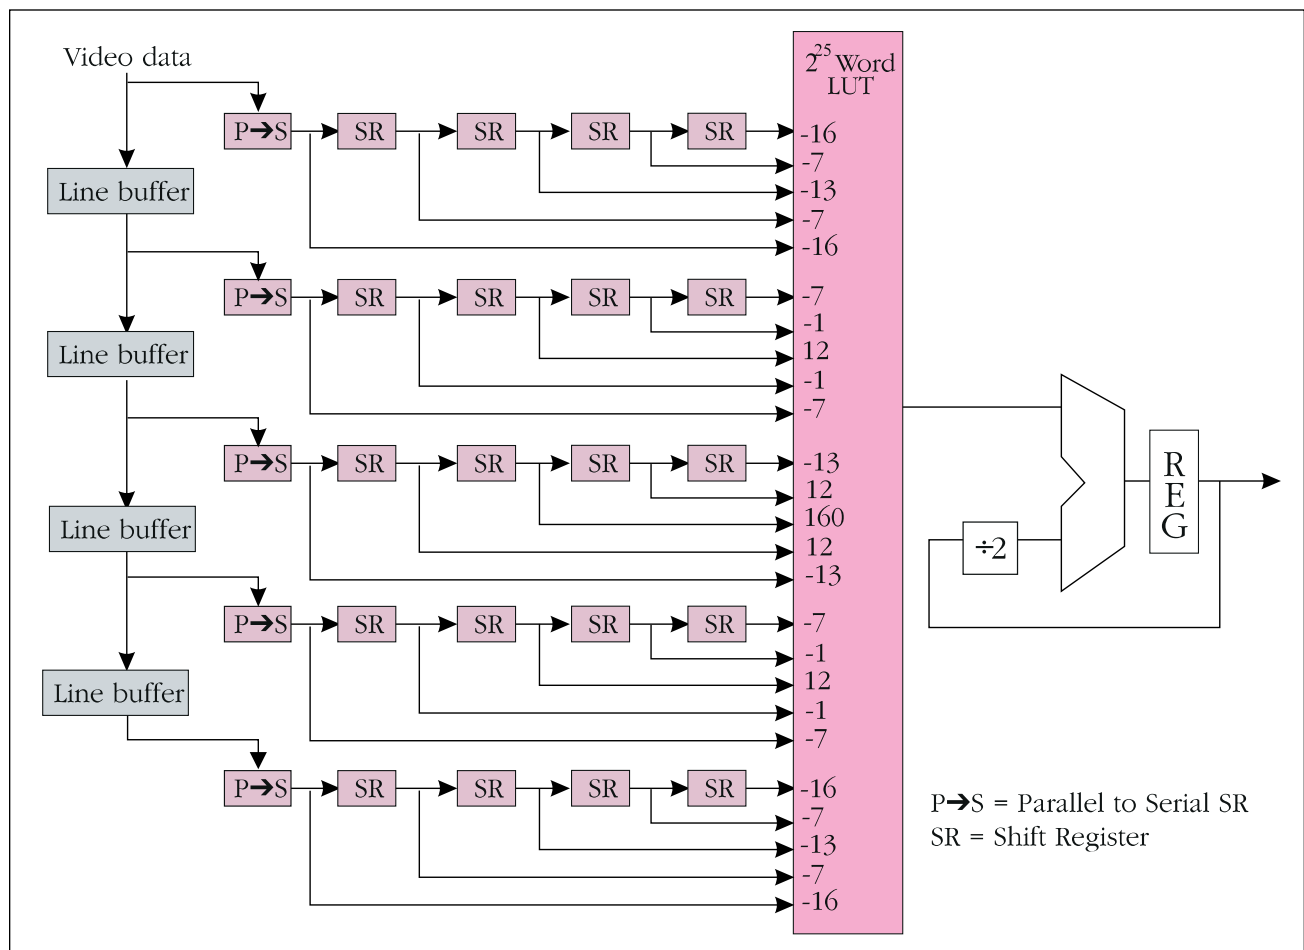 Video data
2^25 Word
LUT
P➔S SR SR SR SR -16
-7
Line buffer
-13
-7
-16
P➔S SR SR SR SR -7
-1
Line buffer
12
-1
-7
P➔S SR SR SR SR -13
12
Line buffer
160
12
-13
R
E
G
÷2
P➔S SR SR SR SR -7
-1
Line buffer
12
-1
-7
P➔S SR SR SR SR -16
-7
-13
-7
-16
P➔S = Parallel to Serial SR
SR = Shift Register